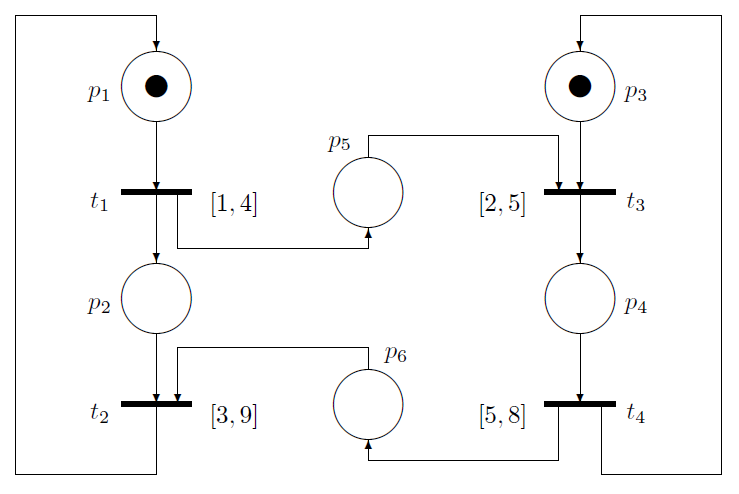 p₁
p₃
p₅
t₁ [1, 4] [2, 5] t₃
p₂
p₄
p₆
t₂ [3, 9] [5, 8] t₄